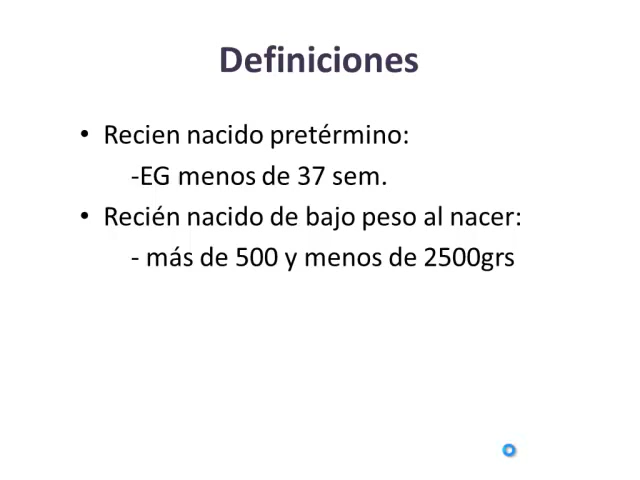 Definiciones
• Recien nacido pretérmino:
-EG menos de 37 sem.
• Recién nacido de bajo peso al nacer:
- más de 500 y menos de 2500grs